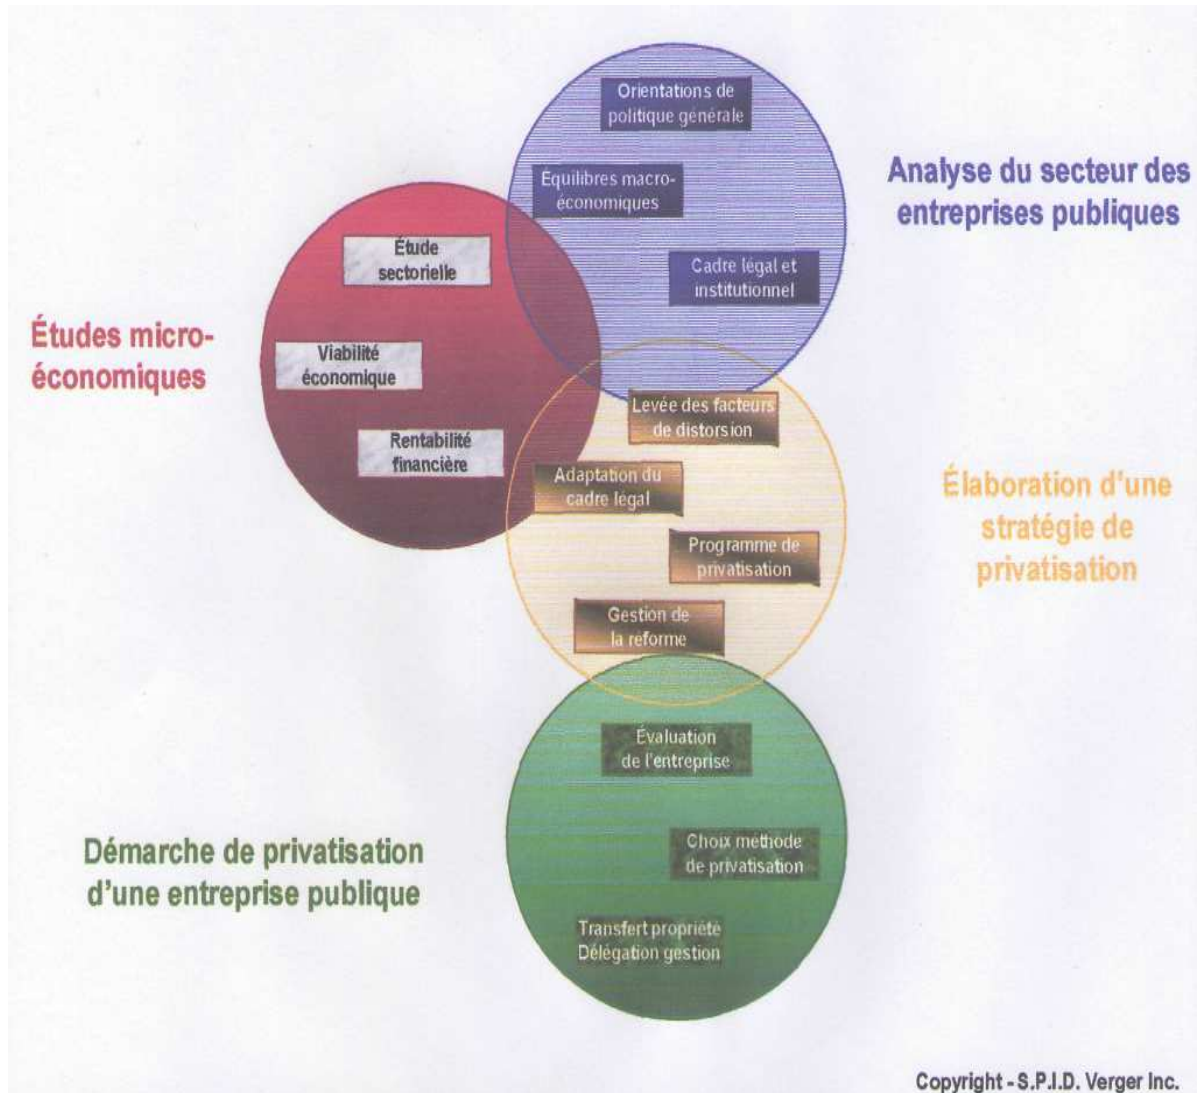 Orientations de
politique générale
Équilibres macro-
économiques
Cadre légal et
institutionnel
Analyse du secteur des
entreprises publiques
Étude
sectorielle
Viabilité
économique
Rentabilité
financière
Études micro-
économiques
Levée des facteurs
de distorsion
Adaptation du
cadre légal
Programme de
privatisation
Gestion de
la réforme
Élaboration d'une
stratégie de
privatisation
Évaluation
de l'entreprise
Choix méthode
de privatisation
Transfert propriété
Délégation gestion
Démarche de privatisation
d'une entreprise publique
Copyright - S.P.I.D. Verger Inc.